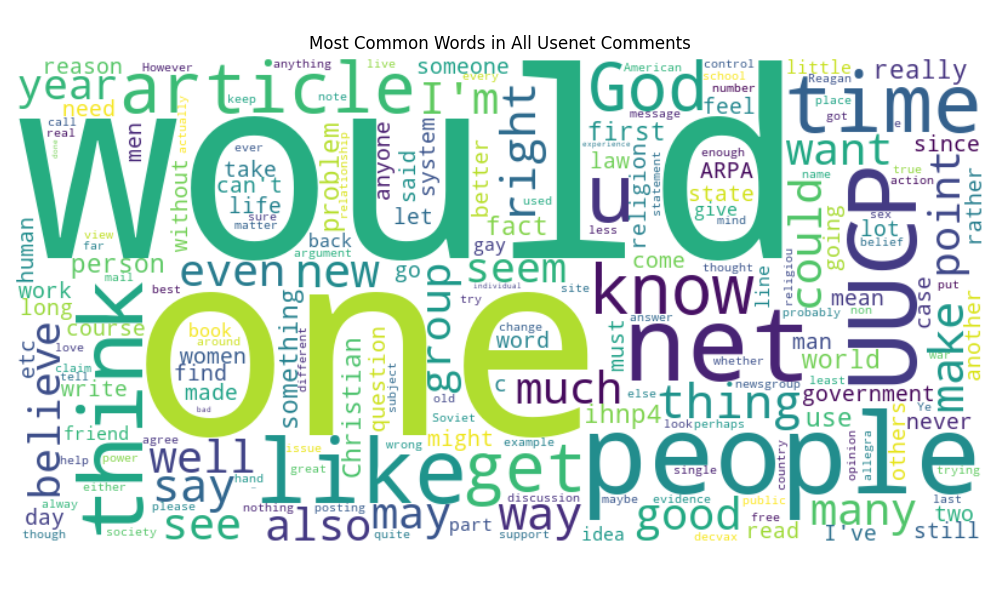 Most Common Words in All Usenet Comments
reason
However
anything
live
someone
every
American
control
school
number
little
Reagan
really
year
article
I'm
God
feel
place
got
time
need
keep
note
message
call
real
men
actually
would
right
first
experience
want
since
done
ever
take
can't
life
sure
matter
without
problem
relationship
anyone
said
system
let
better
used
fact
u
less
law
religion
statement
enough
ARPA
state
give
mind
name
true
action
sex
belief
lot
UUCP
point
rather
could
going
human
view
far
person
mail
back
argument
gay
go
seem
come
thought
line
religiou
probably
mean
non
case
put
work
long
best
even
new
group
individual
try
site
know
course
think
one
book
around
women
find
made
bad
something
different
Christian
question
subject
old
Soviet
change
word
c
much
net
answer
must
whether
man
world
least
government
make
another
war
etc
love
claim
tell
write
believe
friend
agree
ihnp4
else
thing
newsgroup
look
perhaps
use
Ye
never
others
help
power
either
alway
society
day
though
well
say
see
please
hand
issue
great
nothing
posting
also
like
wrong
might
example
get
discussion
may
quite
part
support
way
people
single
country
opinion
allegra
maybe
evidence
public
good
free
decvax
idea
read
many
I've
trying
last
two
still